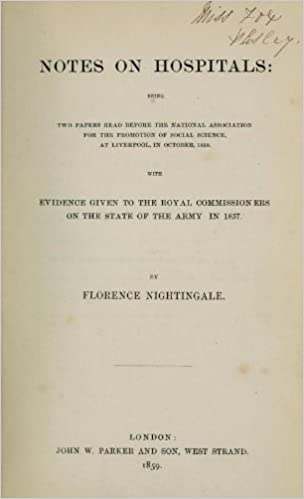 Miss Fox
NOTES ON HOSPITALS:
BEING
TWO PAPERS READ BEFORE THE NATIONAL ASSOCIATION
FOR THE PROMOTION OF SOCIAL SCIENCE,
AT LIVERPOOL, IN OCTOBER, 1858.
WITH
EVIDENCE GIVEN TO THE ROYAL COMMISSIONERS
ON THE STATE OF THE ARMY IN 1857.
BY
FLORENCE NIGHTINGALE.
LONDON:
JOHN W. PARKER AND SON, WEST STRAND.
1859.